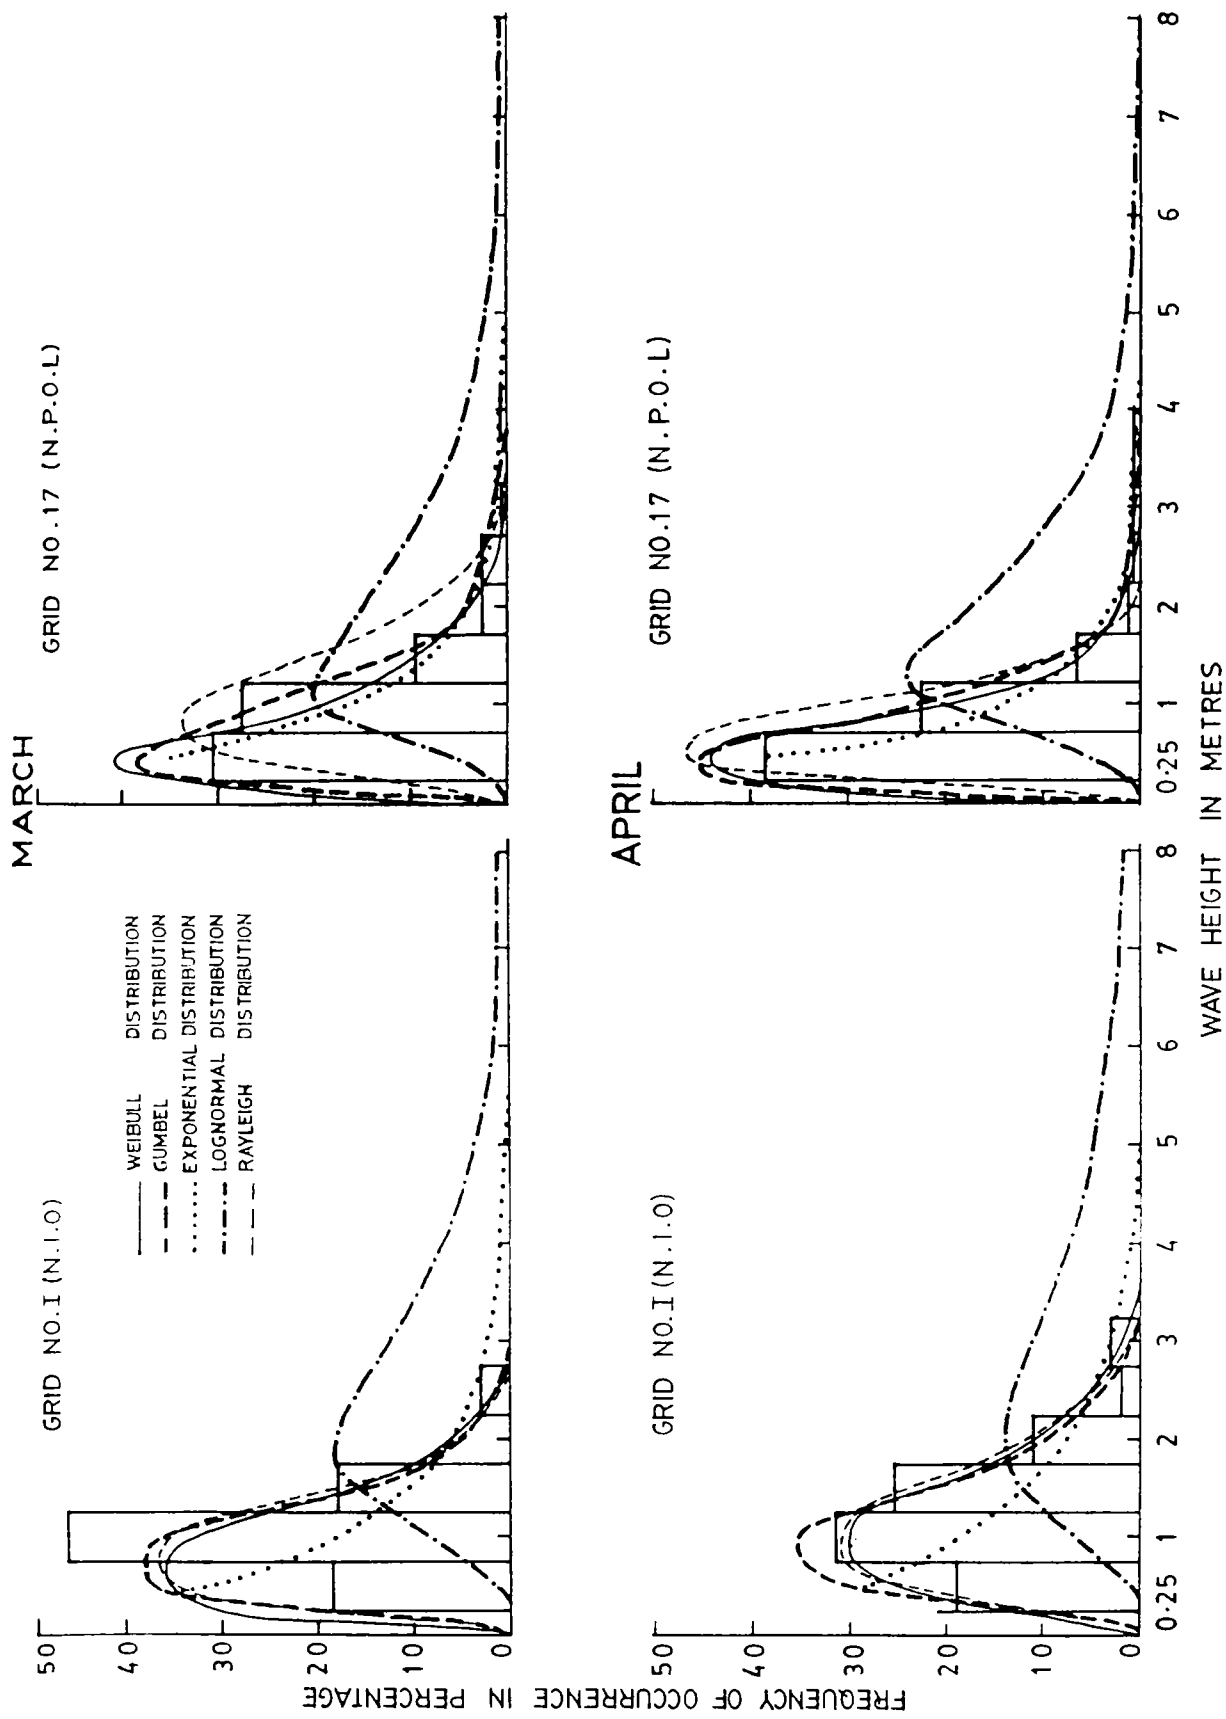 MARCH
GRID NO.I (N.I.O)
GRID NO.17 (N.P.O.L)
WEIBULL DISTRIBUTION
GUMBEL DISTRIBUTION
EXPONENTIAL DISTRIBUTION
LOGNORMAL DISTRIBUTION
RAYLEIGH DISTRIBUTION
50
40
30
20
10
0
APRIL
GRID NO.I (N.I.O)
GRID NO.17 (N.P.O.L)
50
40
30
20
10
0
FREQUENCY OF OCCURRENCE IN PERCENTAGE
0·25 1 2 3 4 5 6 7 8
0·25 1 2 3 4 5 6 7 8
WAVE HEIGHT IN METRES